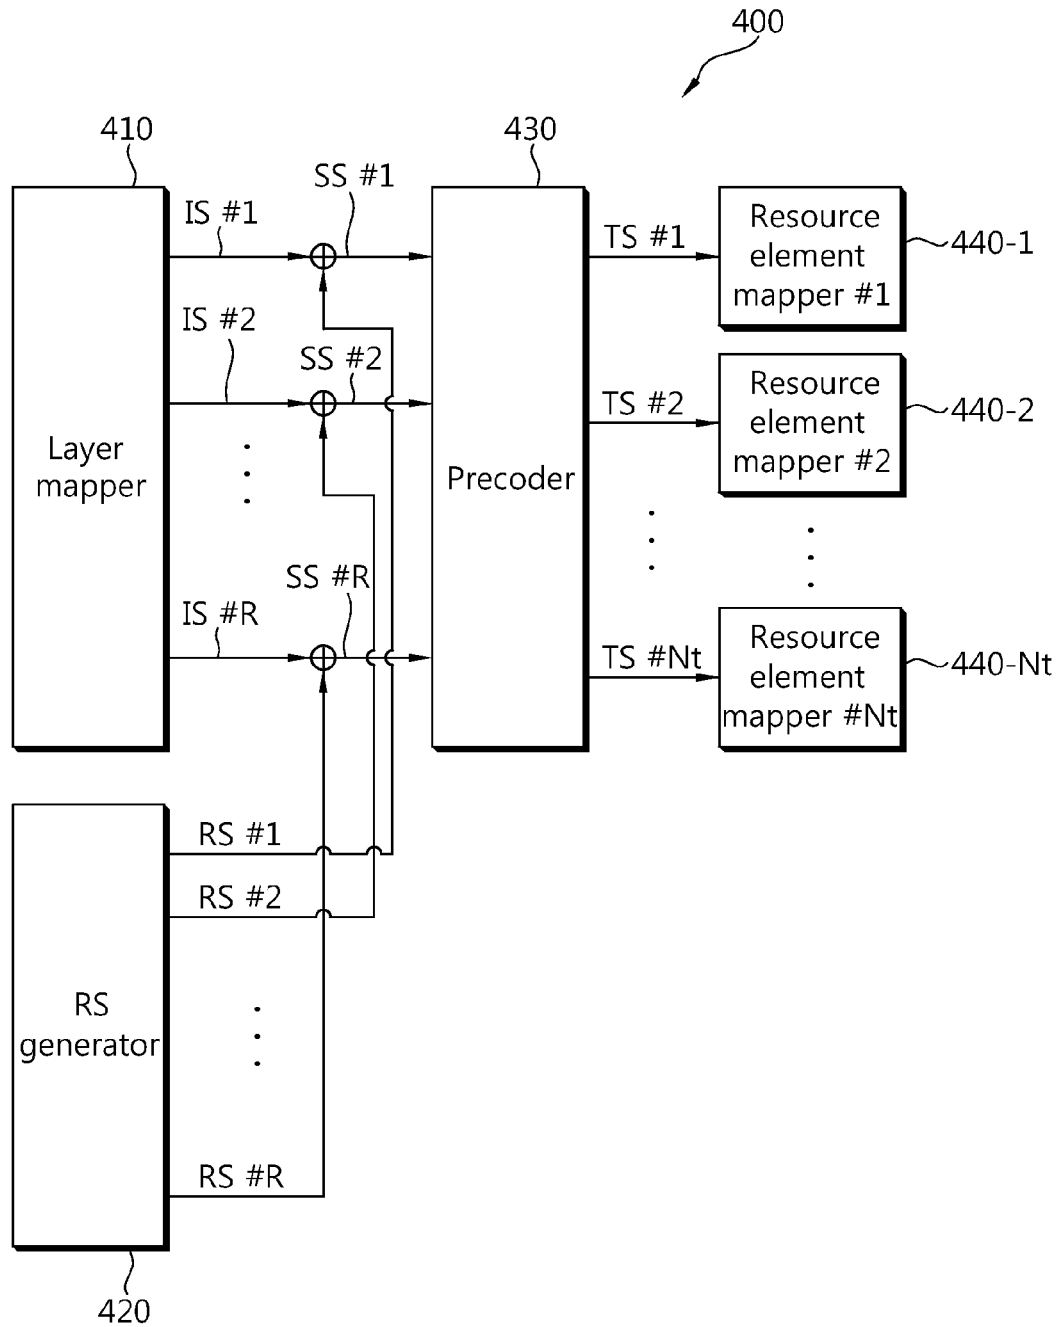 400
410
430
SS #1
IS #1
TS #1
Resource
element
mapper #1
440-1
IS #2
SS #2
TS #2
Resource
element
mapper #2
440-2
Layer
mapper
Precoder
SS #R
IS #R
TS #Nt
Resource
element
mapper #Nt
440-Nt
RS #1
RS #2
RS
generator
RS #R
420